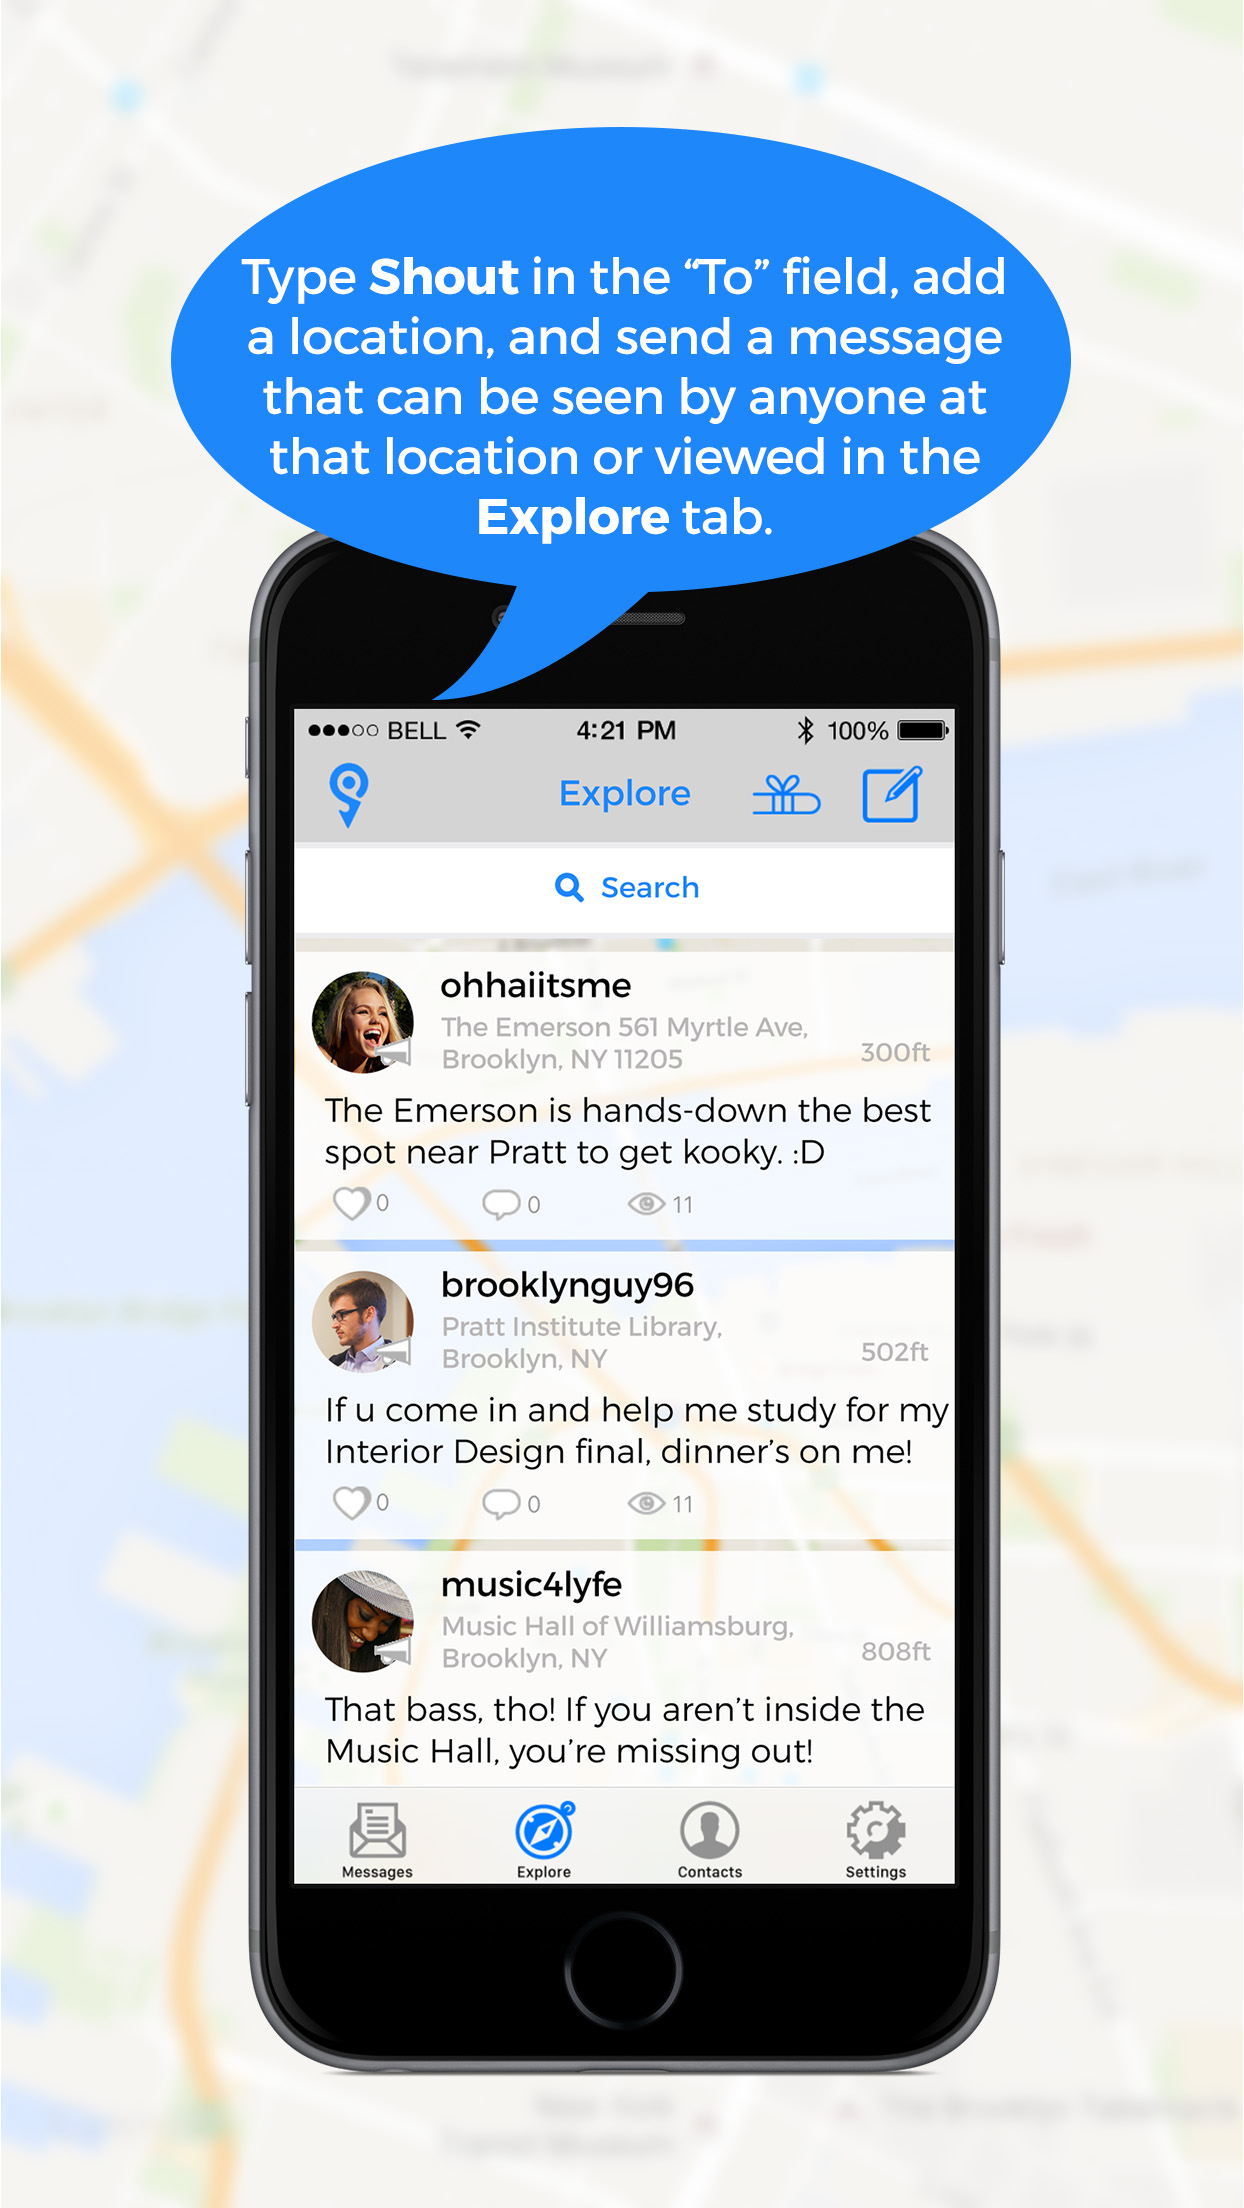 Type Shout in the “To” field, add
a location, and send a message
that can be seen by anyone at
that location or viewed in the
Explore tab.
BELL 4:21 PM 100%
Explore
Search
ohhaiitsme
The Emerson 561 Myrtle Ave,
Brooklyn, NY 11205 300ft
The Emerson is hands-down the best
spot near Pratt to get kooky. :D
0 0 11
brooklynguy96
Pratt Institute Library,
Brooklyn, NY 502ft
If u come in and help me study for my
Interior Design final, dinner’s on me!
0 0 11
music4lyfe
Music Hall of Williamsburg,
Brooklyn, NY 808ft
That bass, tho! If you aren’t inside the
Music Hall, you’re missing out!
Messages Explore Contacts Settings